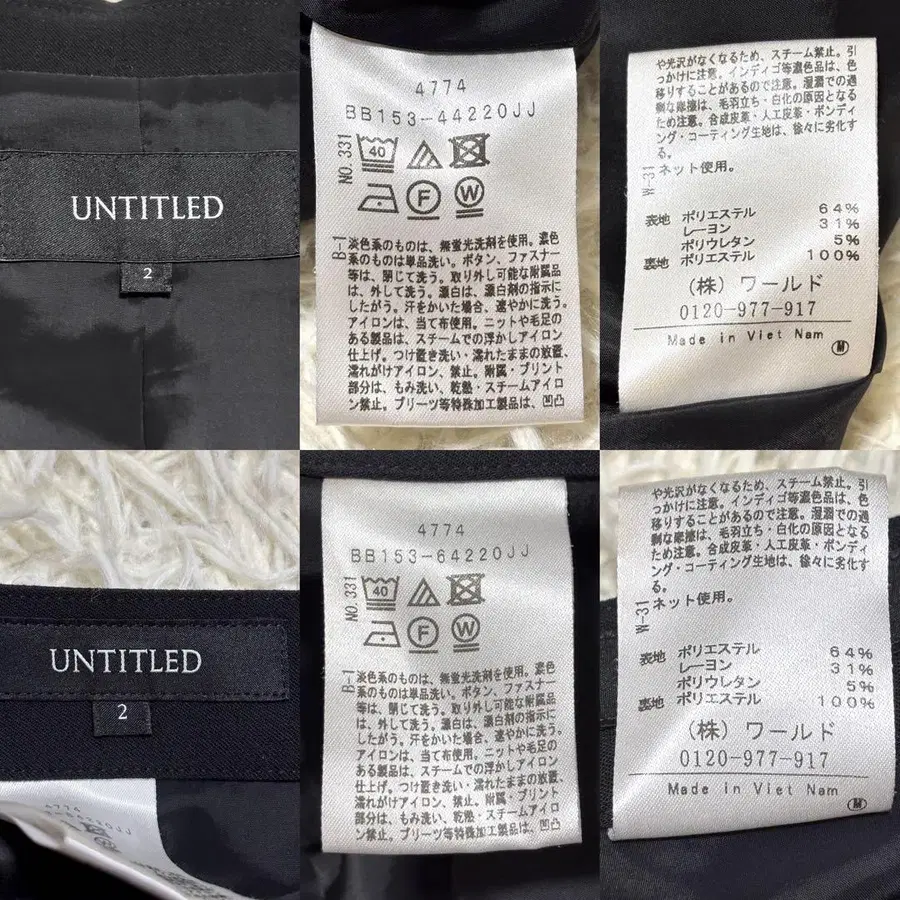 UNTITLED
2
4774
BB153-44220JJ
NO.331
40
F
W
B-1
淡色系のものは、無蛍光洗剤を使用。濃色
系のものは単品洗い。ボタン、ファスナー
等は、閉じて洗う。取り外し可能な附属品
は、外して洗う。漂白は、漂白剤の指示に
したがう。汗をかいた場合、速やかに洗う。
アイロンは、当て布使用。ニットや毛足の
ある製品は、スチームでの浮かしアイロン
仕上げ。つけ置き洗い・濡れたままの放置、
濡れがけアイロン、禁止。附属・プリント
部分は、もみ洗い、乾熱・スチームアイロ
ン禁止。プリーツ等特殊加工製品は、凹凸
や光沢がなくなるため、スチーム禁止。引
っかけに注意。インディゴ等濃色品は、色
移りすることがあるので注意。湿潤での過
剰な摩擦は、毛羽立ち・白化の原因となる
ため注意。合成皮革・人工皮革・ボンディ
ング・コーティング生地は、徐々に劣化す
る。
W-31
ネット使用。
表地 ポリエステル 64%
レーヨン 31%
ポリウレタン 5%
裏地 ポリエステル 100%
(株) ワールド
0120-977-917
Made in Viet Nam
M
UNTITLED
2
4774
64220JJ
4774
BB153-64220JJ
NO.331
40
F
W
B-1
淡色系のものは、無蛍光洗剤を使用。濃色
系のものは単品洗い。ボタン、ファスナー
等は、閉じて洗う。取り外し可能な附属品
は、外して洗う。漂白は、漂白剤の指示に
したがう。汗をかいた場合、速やかに洗う。
アイロンは、当て布使用。ニットや毛足の
ある製品は、スチームでの浮かしアイロン
仕上げ。つけ置き洗い・濡れたままの放置、
濡れがけアイロン、禁止。附属・プリント
部分は、もみ洗い、乾熱・スチームアイロ
ン禁止。プリーツ等特殊加工製品は、凹凸
や光沢がなくなるため、スチーム禁止。引
っかけに注意。インディゴ等濃色品は、色
移りすることがあるので注意。湿潤での過
剰な摩擦は、毛羽立ち・白化の原因となる
ため注意。合成皮革・人工皮革・ボンディ
ング・コーティング生地は、徐々に劣化す
る。
W-31
ネット使用。
表地 ポリエステル 64%
レーヨン 31%
ポリウレタン 5%
裏地 ポリエステル 100%
(株) ワールド
0120-977-917
Made in Viet Nam
M